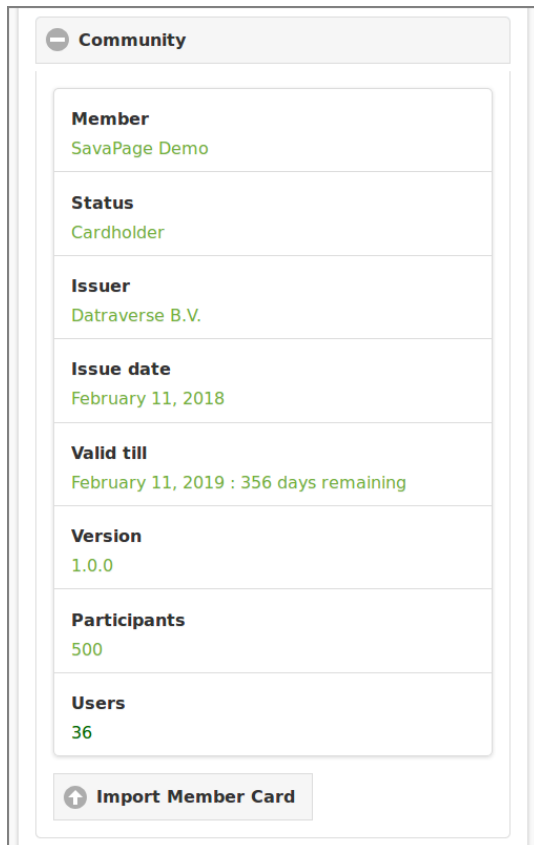 Community
Member
SavaPage Demo
Status
Cardholder
Issuer
Datraverse B.V.
Issue date
February 11, 2018
Valid till
February 11, 2019 : 356 days remaining
Version
1.0.0
Participants
500
Users
36
Import Member Card